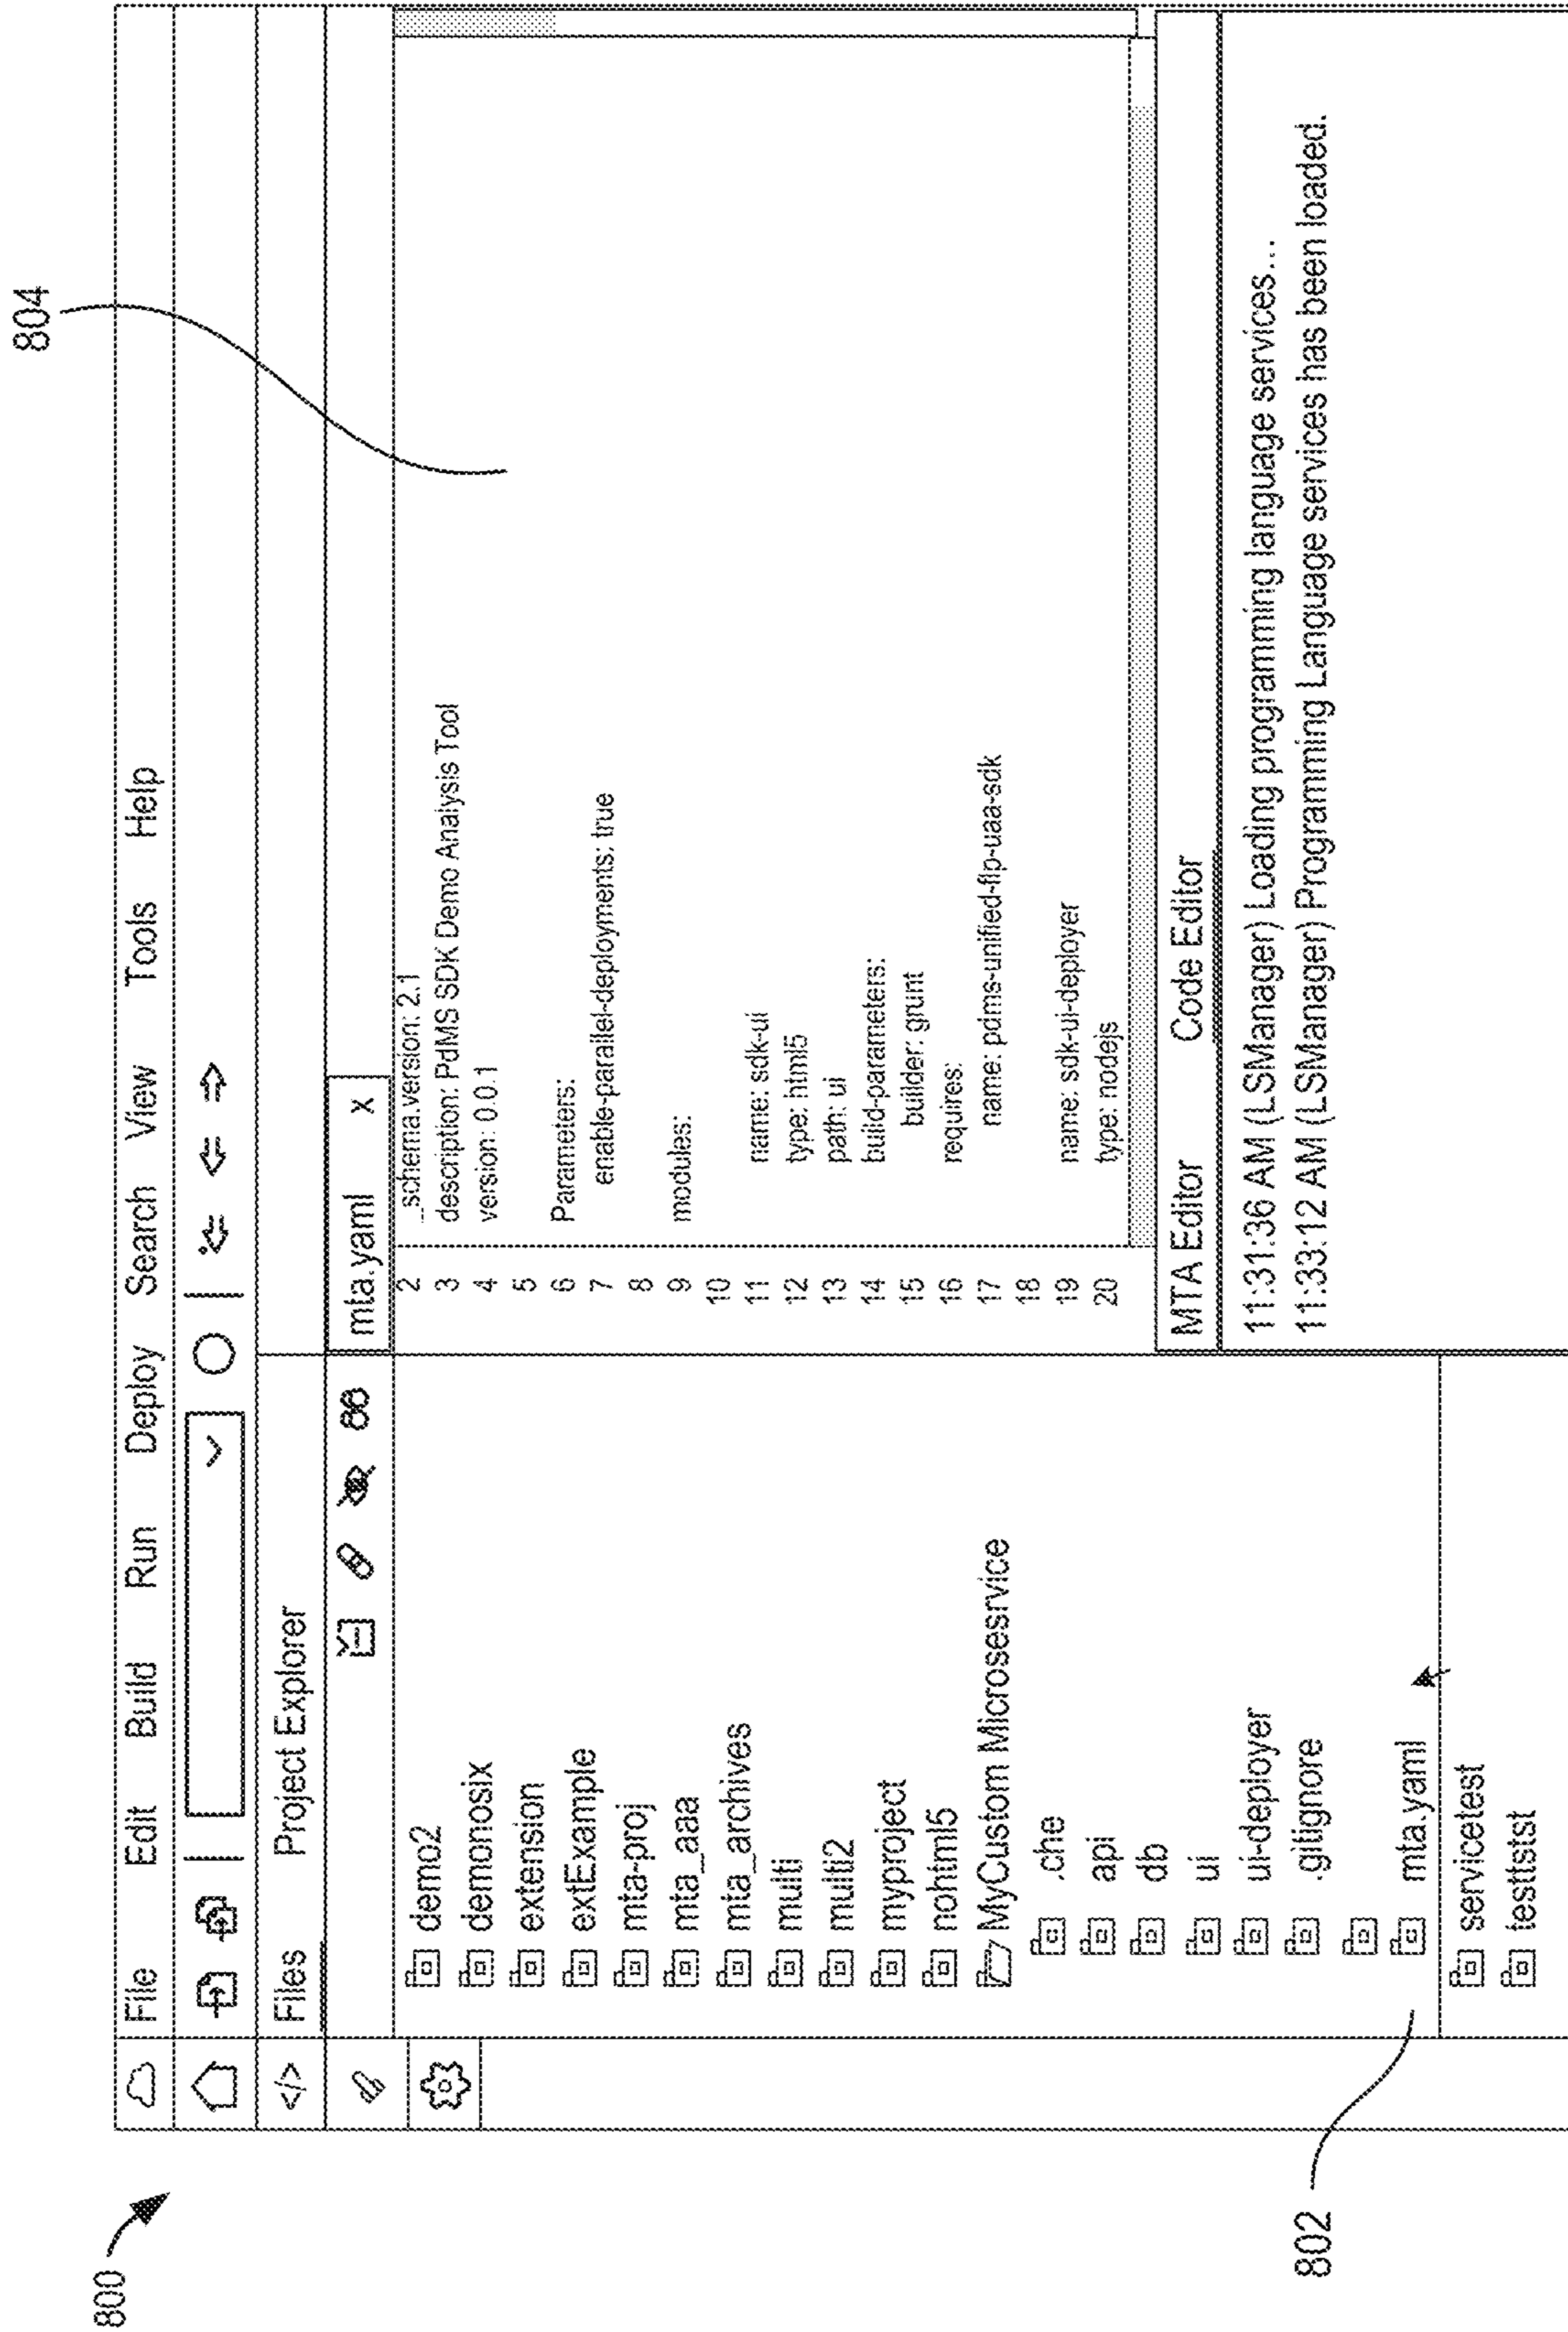 800
804
File Edit Build Run Deploy Search View Tools Help
</> Files Project Explorer
mta.yaml x
demo2
demonosix
extension
extExample
mta-proj
mta_aaa
mta_archives
multi
multi2
myproject
nohtml5
MyCustom Microsesrvice
.che
api
db
ui
ui-deployer
.gitignore
mta.yaml
servicetest
testtstst
802
2 _schema.version: 2.1
3 description: PdMS SDK Demo Analysis Tool
4 version: 0.0.1
5
6 Parameters:
7 enable-parallel-deployments: true
8
9 modules:
10
11 name: sdk-ui
12 type: html5
13 path: ui
14 build-parameters:
15 builder: grunt
16 requires:
17 name: pdms-unified-flp-uaa-sdk
18
19 name: sdk-ui-deployer
20 type: nodejs
MTA Editor Code Editor
11:31:36 AM (LSManager) Loading programming language services...
11:33:12 AM (LSManager) Programming Language services has been loaded.